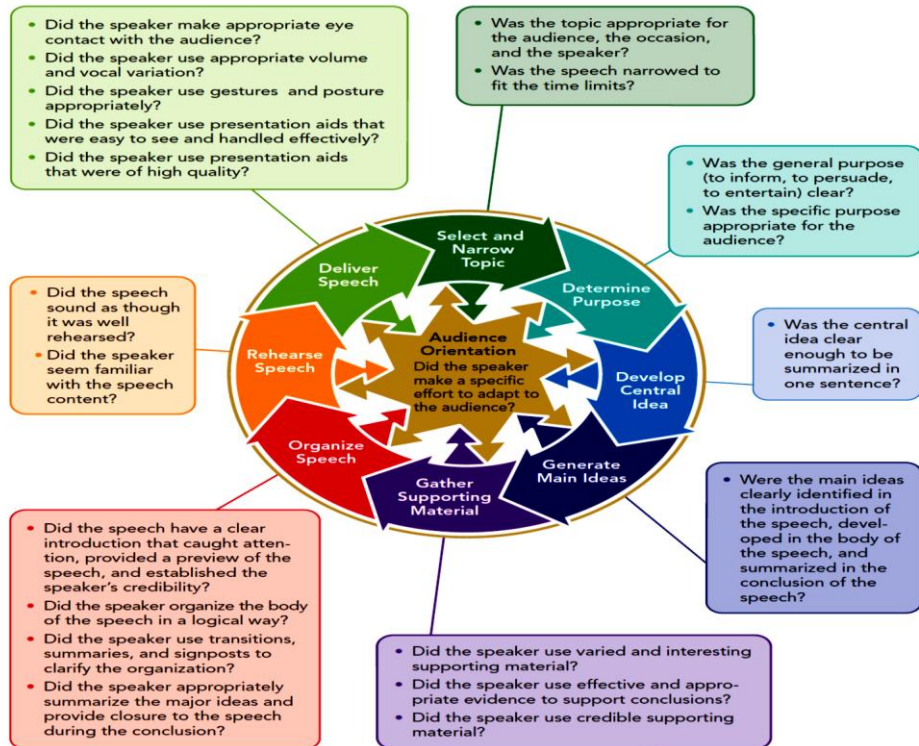 • Did the speaker make appropriate eye
contact with the audience?
• Did the speaker use appropriate volume
and vocal variation?
• Did the speaker use gestures and posture
appropriately?
• Did the speaker use presentation aids that
were easy to see and handled effectively?
• Did the speaker use presentation aids
that were of high quality?
• Was the topic appropriate for
the audience, the occasion,
and the speaker?
• Was the speech narrowed to
fit the time limits?
• Was the general purpose
(to inform, to persuade,
to entertain) clear?
• Was the specific purpose
appropriate for the
audience?
• Was the central
idea clear
enough to be
summarized in
one sentence?
• Were the main ideas
clearly identified in
the introduction of
the speech, devel-
oped in the body
of the speech, and
summarized in the
conclusion of the
speech?
• Did the speaker use varied and interesting
supporting material?
• Did the speaker use effective and appro-
priate evidence to support conclusions?
• Did the speaker use credible supporting
material?
• Did the speech have a clear
introduction that caught atten-
tion, provided a preview of the
speech, and established the
speaker's credibility?
• Did the speaker organize the body
of the speech in a logical way?
• Did the speaker use transitions,
summaries, and signposts to
clarify the organization?
• Did the speaker appropriately
summarize the major ideas and
provide closure to the speech
during the conclusion?
• Did the speech
sound as though
it was well
rehearsed?
• Did the speaker
seem familiar
with the speech
content?
Select and
Narrow
Topic
Determine
Purpose
Develop
Central
Idea
Generate
Main Ideas
Gather
Supporting
Material
Organize
Speech
Rehearse
Speech
Deliver
Speech
Audience
Orientation
Did the speaker
make a specific
effort to adapt to
the audience?